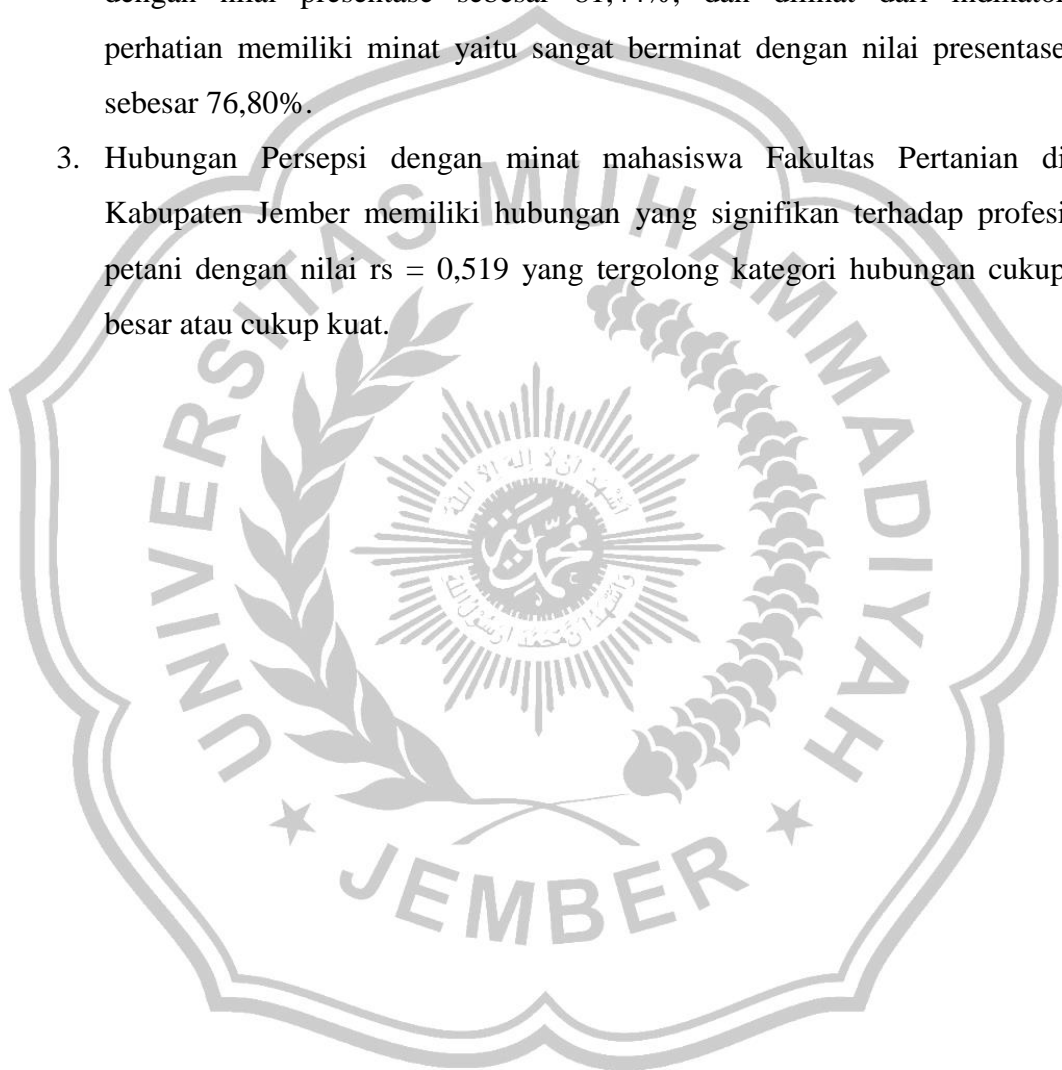 dengan nilai presentase sebesar 81,44%, dan dilihat dari indikator
perhatian memiliki minat yaitu sangat berminat dengan nilai presentase
sebesar 76,80%.
3. Hubungan Persepsi dengan minat mahasiswa Fakultas Pertanian di
Kabupaten Jember memiliki hubungan yang signifikan terhadap profesi
petani dengan nilai rs = 0,519 yang tergolong kategori hubungan cukup
besar atau cukup kuat.
UNIVERSITAS MUHAMMADIYAH
JEMBER